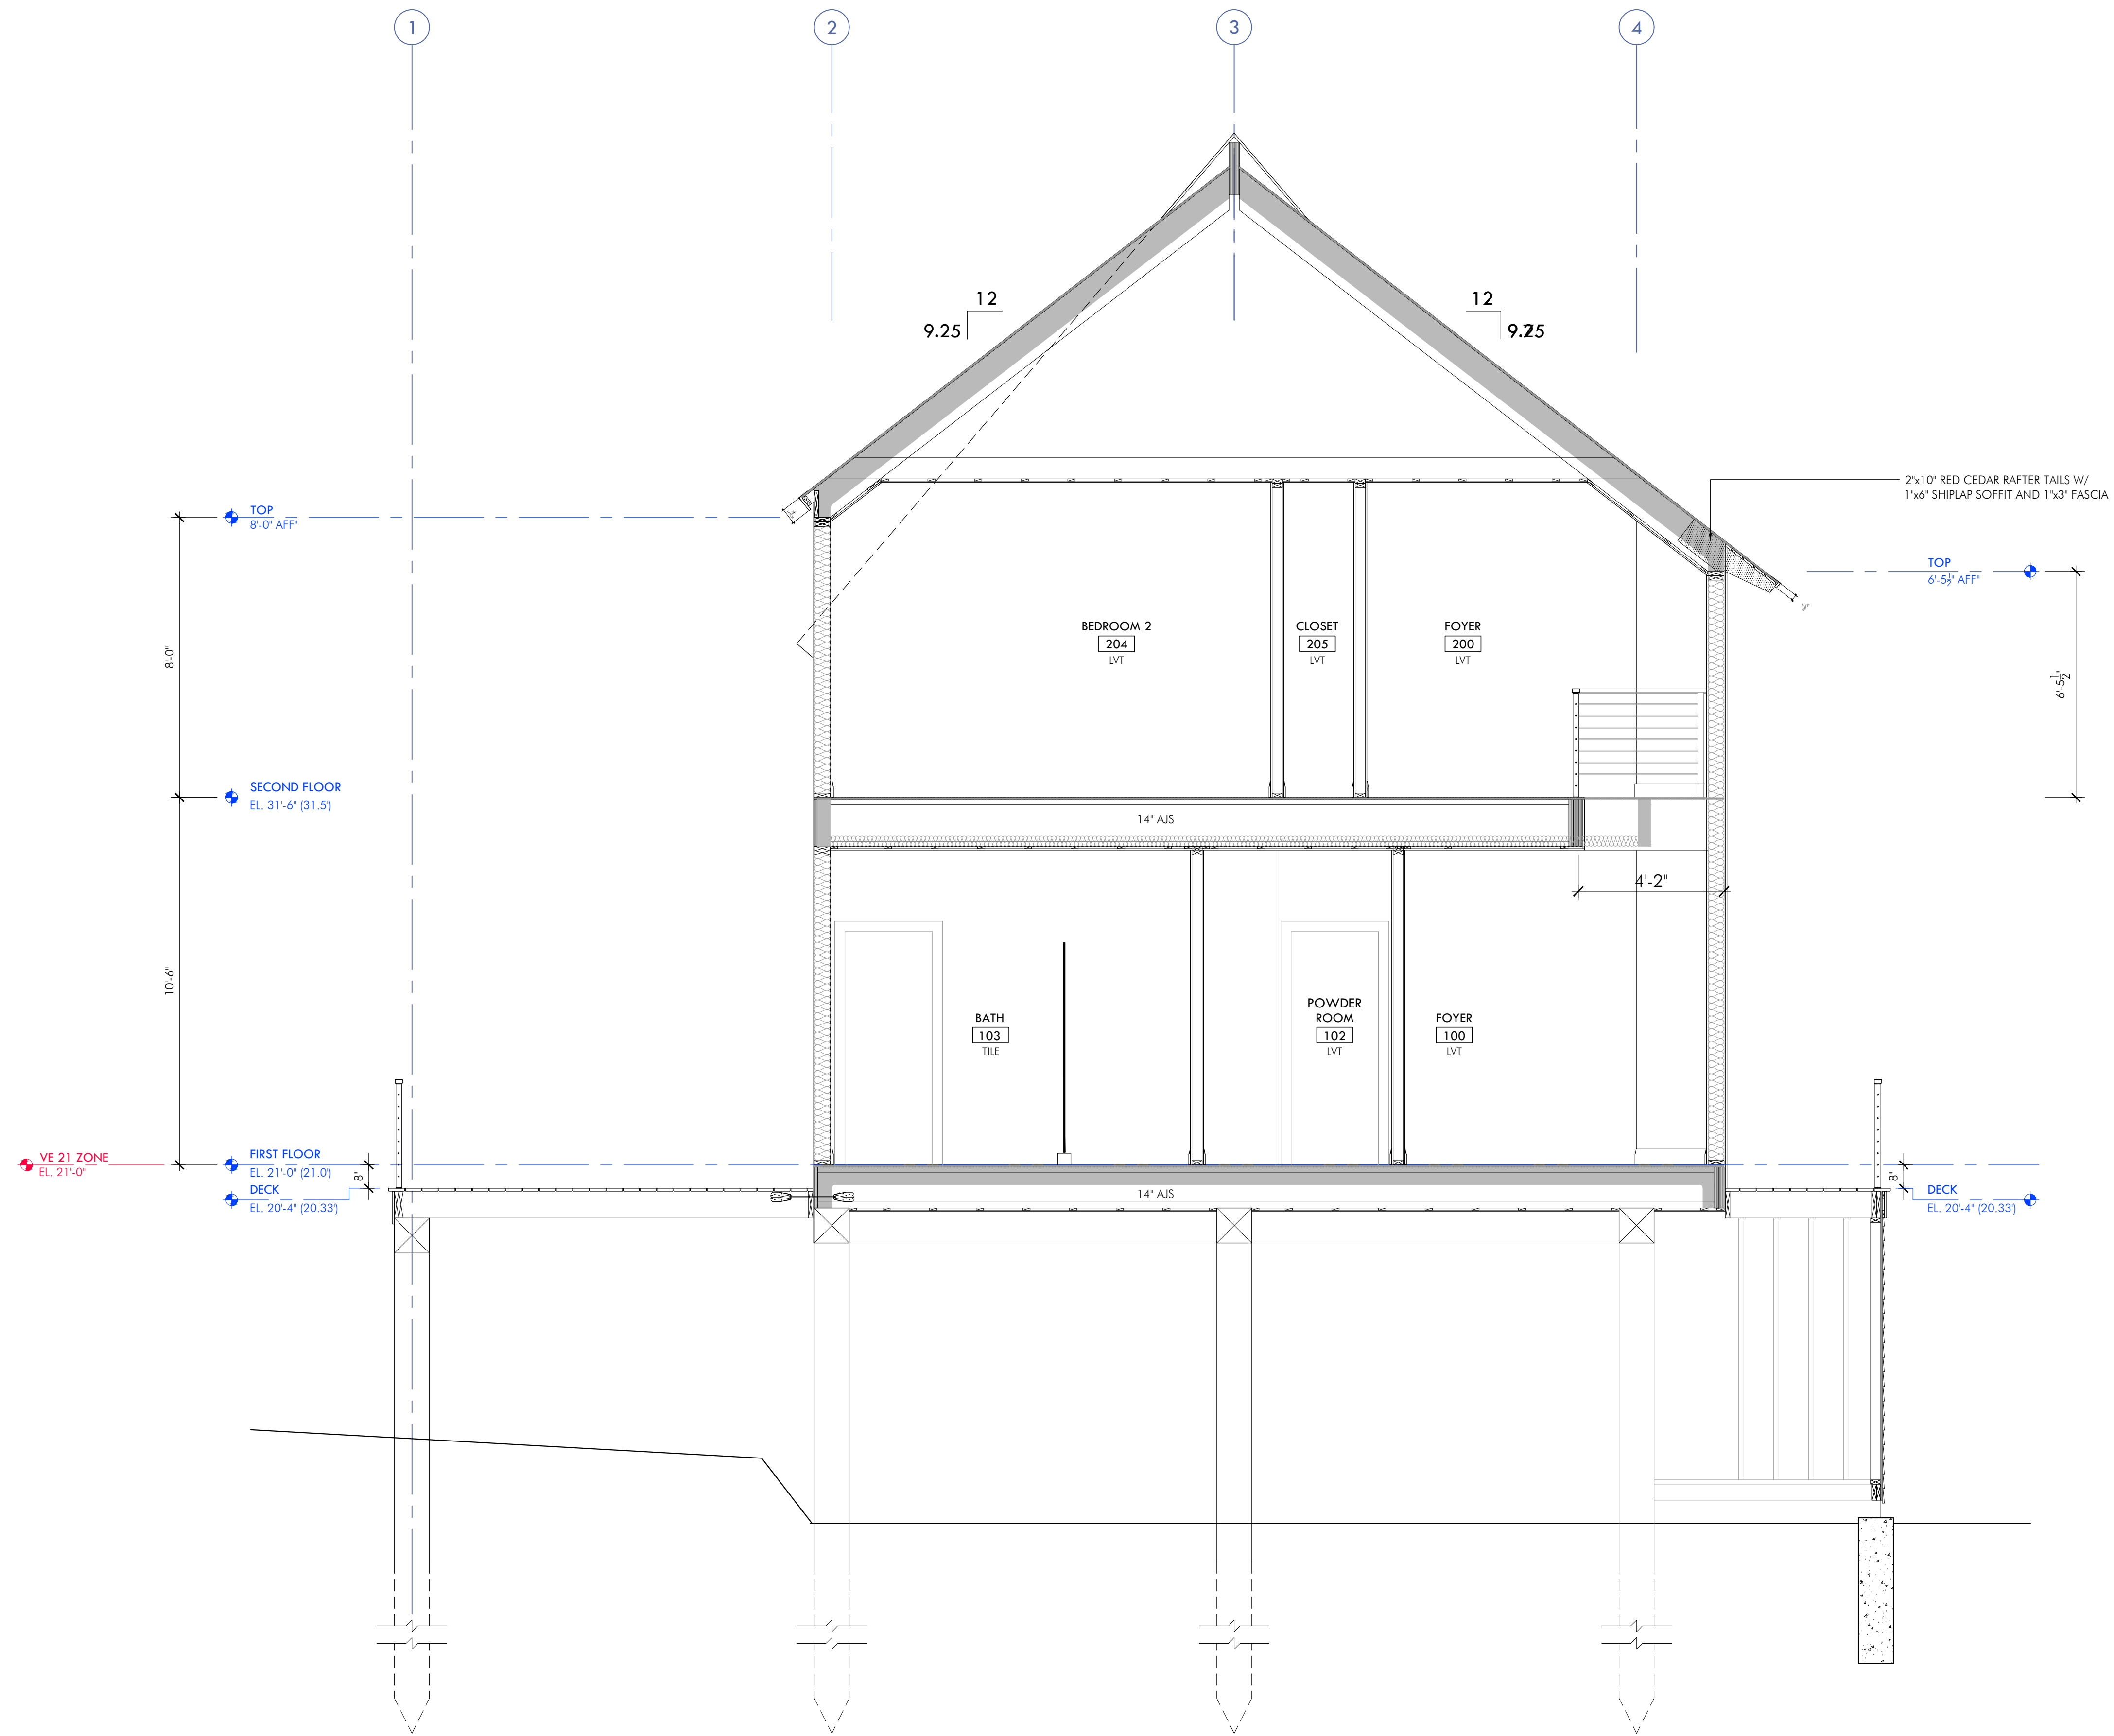 1
2
3
4
12
9.25
12
2"x10" RED CEDAR RAFTER TAILS W/
1"x6" SHIPLAP SOFFIT AND 1"x3" FASCIA
TOP
8'-0" AFF"
TOP
6'-5½" AFF"
8'-0"
BEDROOM 2
204
LVT
CLOSET
205
LVT
FOYER
200
LVT
6'-5½"
SECOND FLOOR
EL. 31'-6" (31.5')
14" AJS
4'-2"
10'-6"
BATH
103
TILE
POWDER
ROOM
102
LVT
FOYER
100
LVT
VE 21 ZONE
EL. 21'-0"
FIRST FLOOR
EL. 21'-0" (21.0')
8"
DECK
EL. 20'-4" (20.33')
14" AJS
8"
DECK
EL. 20'-4" (20.33')